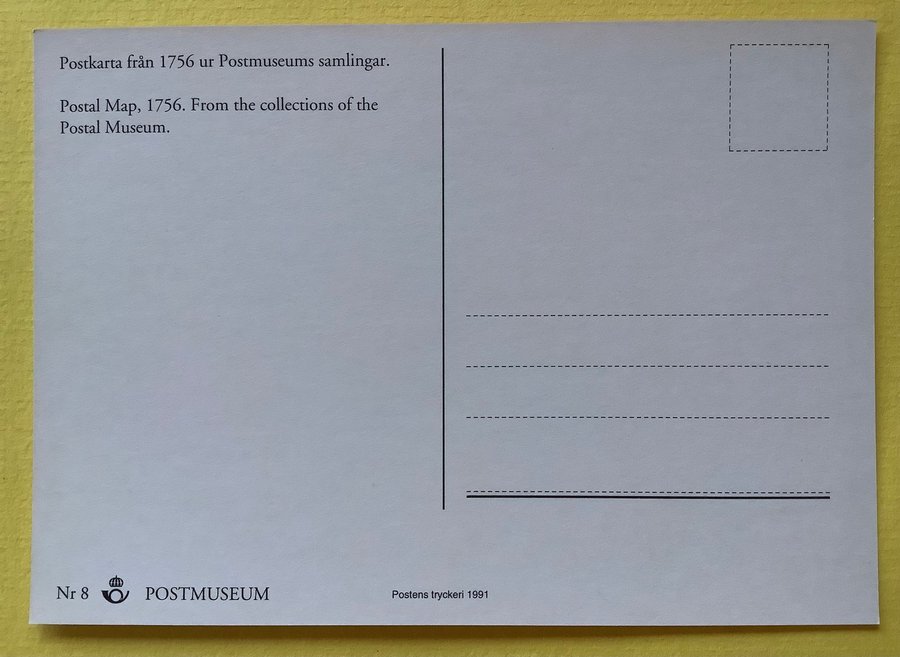 Postkarta från 1756 ur Postmuseums samlingar.
Postal Map, 1756. From the collections of the
Postal Museum.
Nr 8 POSTMUSEUM
Postens tryckeri 1991